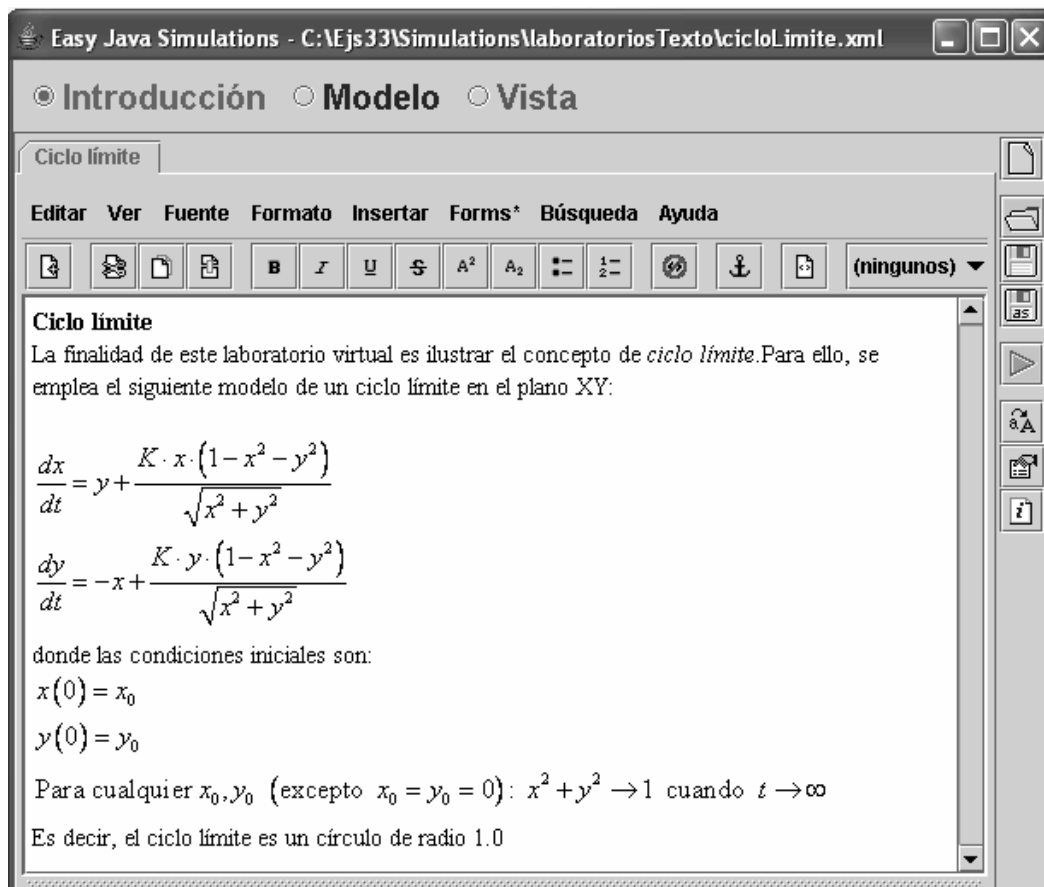 Easy Java Simulations - C:\Ejs33\Simulations\laboratoriosTexto\cicloLimite.xml
Introducción Modelo Vista
Ciclo límite
Editar Ver Fuente Formato Insertar Forms* Búsqueda Ayuda
B I U S A² A₂ (ningunos)
as
Ciclo límite
La finalidad de este laboratorio virtual es ilustrar el concepto de ciclo límite.Para ello, se
emplea el siguiente modelo de un ciclo límite en el plano XY:
dx/dt = y + K · x·(1 − x² − y²) / √(x² + y²)
dy/dt = −x + K · y·(1 − x² − y²) / √(x² + y²)
donde las condiciones iniciales son:
x(0) = x₀
y(0) = y₀
Para cualquier x₀, y₀ (excepto x₀ = y₀ = 0): x² + y² → 1 cuando t → ∞
Es decir, el ciclo límite es un círculo de radio 1.0